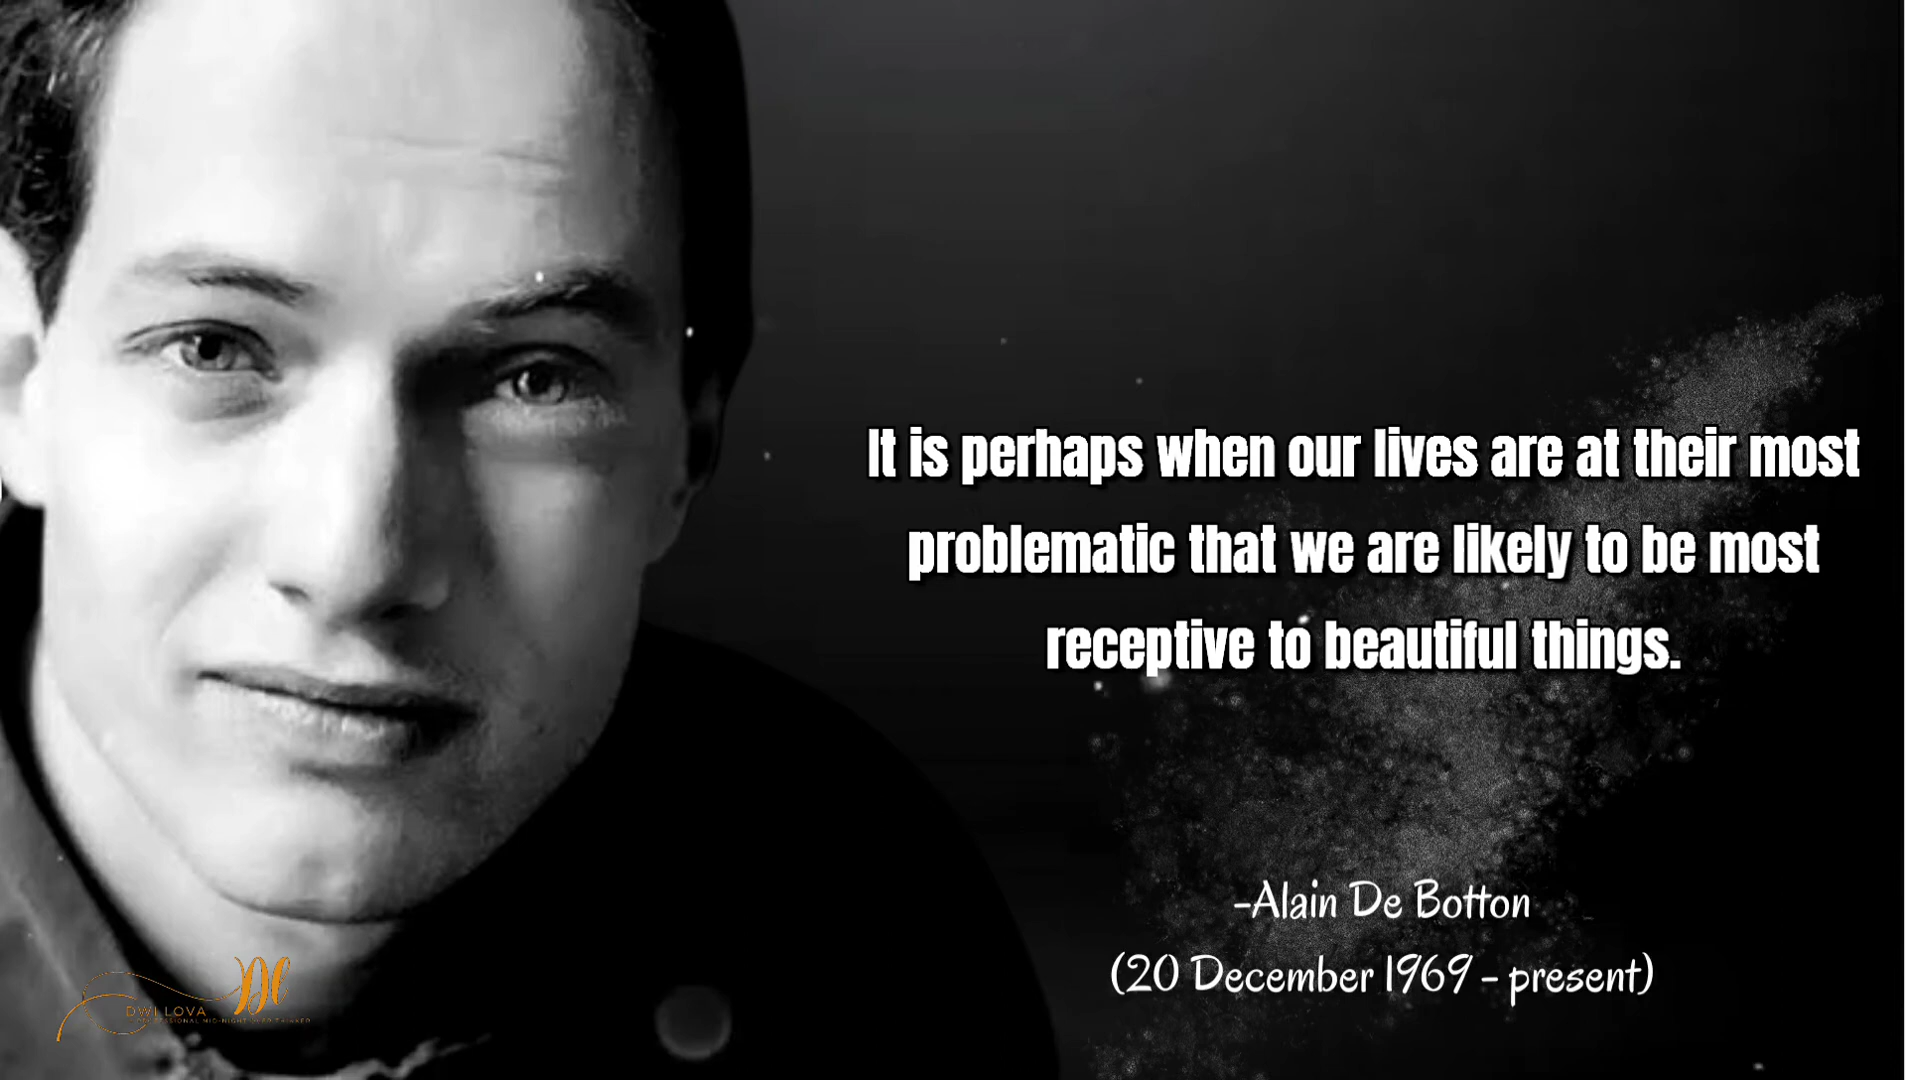 It is perhaps when our lives are at their most
problematic that we are likely to be most
receptive to beautiful things.
-Alain De Botton
(20 December 1969 - present)
DWI LOVA